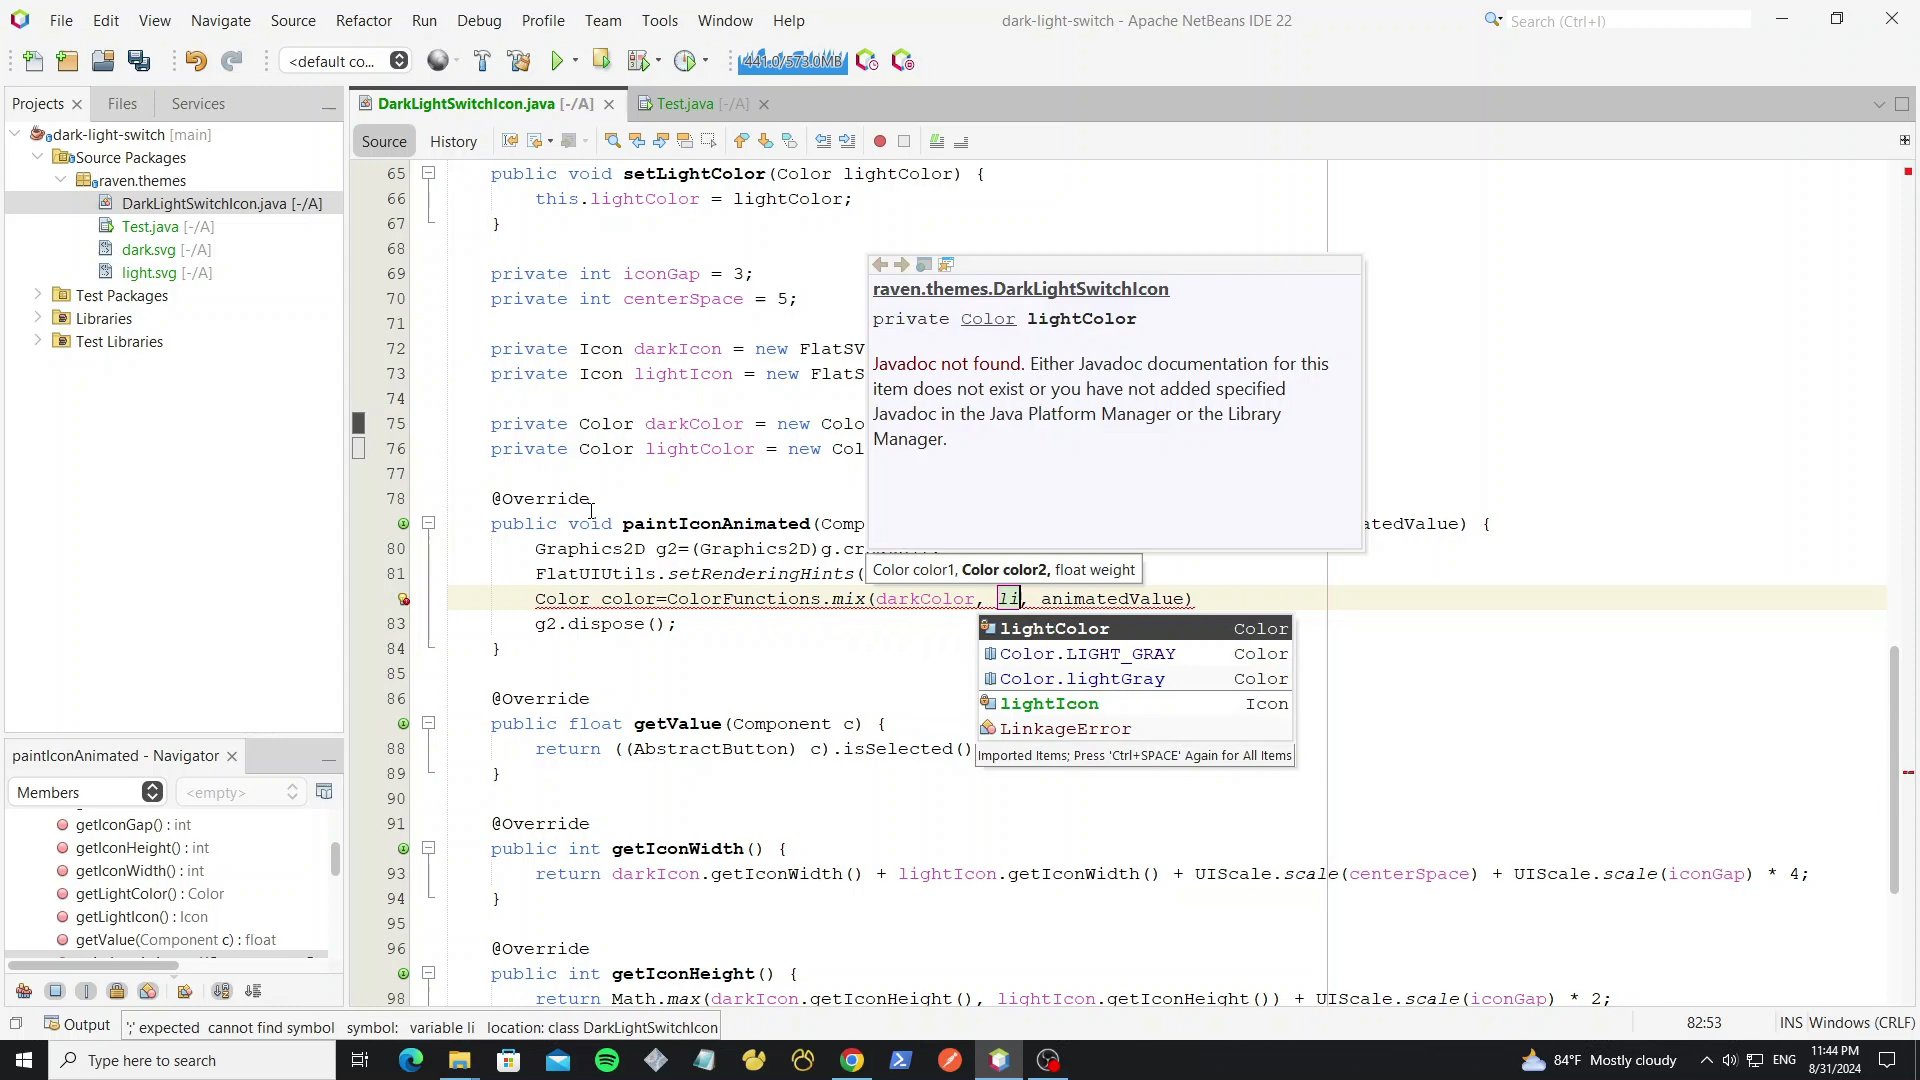 File Edit View Navigate Source Refactor Run Debug Profile Team Tools Window Help dark-light-switch - Apache NetBeans IDE 22 Search (Ctrl+I)
<default co... 441.0/573.0MB
Projects Files Services DarkLightSwitchIcon.java [-/A] Test.java [-/A]
Source History
dark-light-switch [main]
Source Packages
raven.themes
DarkLightSwitchIcon.java [-/A]
Test.java [-/A]
dark.svg [-/A]
light.svg [-/A]
Test Packages
Libraries
Test Libraries
paintIconAnimated - Navigator
Members <empty>
getIconGap() : int
getIconHeight() : int
getIconWidth() : int
getLightColor() : Color
getLightIcon() : Icon
getValue(Component c) : float
65 public void setLightColor(Color lightColor) {
66 this.lightColor = lightColor;
67 }
68
69 private int iconGap = 3;
70 private int centerSpace = 5;
71
72 private Icon darkIcon = new FlatSV
73 private Icon lightIcon = new FlatS
74
75 private Color darkColor = new Colo
76 private Color lightColor = new Col
77
78 @Override
public void paintIconAnimated(Comp atedValue) {
80 Graphics2D g2=(Graphics2D)g.cr
81 FlatUIUtils.setRenderingHints(
Color color=ColorFunctions.mix(darkColor, li, animatedValue)
83 g2.dispose();
84 }
85
86 @Override
public float getValue(Component c) {
88 return ((AbstractButton) c).isSelected()
89 }
90
91 @Override
public int getIconWidth() {
93 return darkIcon.getIconWidth() + lightIcon.getIconWidth() + UIScale.scale(centerSpace) + UIScale.scale(iconGap) * 4;
94 }
95
96 @Override
public int getIconHeight() {
98 return Math.max(darkIcon.getIconHeight(), lightIcon.getIconHeight()) + UIScale.scale(iconGap) * 2;
raven.themes.DarkLightSwitchIcon
private Color lightColor
Javadoc not found. Either Javadoc documentation for this
item does not exist or you have not added specified
Javadoc in the Java Platform Manager or the Library
Manager.
Color color1, Color color2, float weight
lightColor Color
Color.LIGHT_GRAY Color
Color.lightGray Color
lightIcon Icon
LinkageError
Imported Items; Press 'Ctrl+SPACE' Again for All Items
Output ';' expected cannot find symbol symbol: variable li location: class DarkLightSwitchIcon 82:53 INS Windows (CRLF)
Type here to search 84°F Mostly cloudy ENG 11:44 PM
8/31/2024